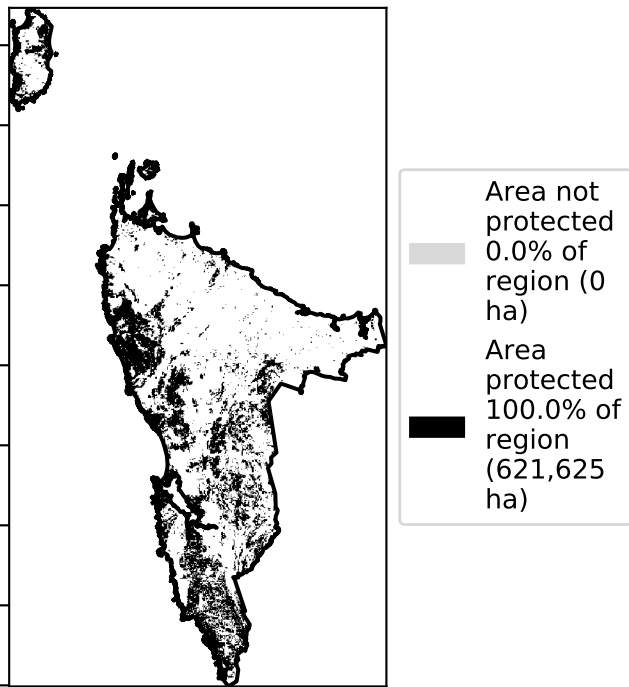 Area not
protected
0.0% of
region (0
ha)
Area
protected
100.0% of
region
(621,625
ha)